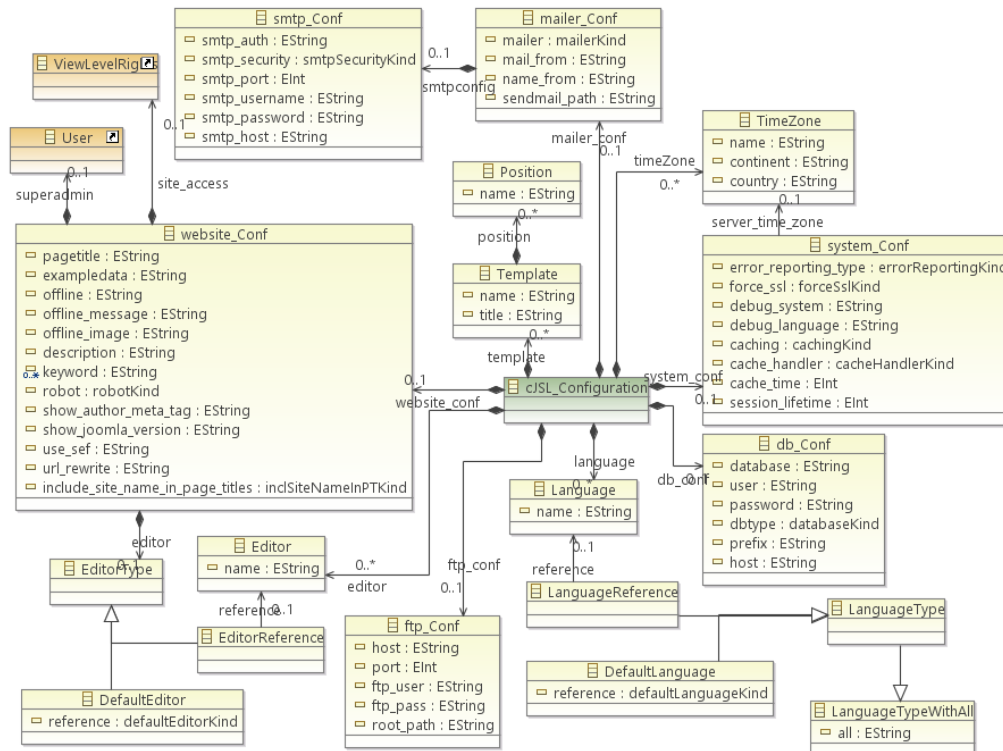 smtp_Conf
smtp_auth : EString
smtp_security : smtpSecurityKind
smtp_port : EInt
smtp_username : EString
smtp_password : EString
smtp_host : EString
mailer_Conf
mailer : mailerKind
mail_from : EString
name_from : EString
sendmail_path : EString
0..1
smtpconfig
ViewLevelRig
0..1
site_access
User
0..1
superadmin
mailer_conf
0..1
TimeZone
name : EString
continent : EString
country : EString
timeZone
0..*
0..1
server_time_zone
Position
name : EString
0..*
position
Template
name : EString
title : EString
0..*
template
website_Conf
pagetitle : EString
exampledata : EString
offline : EString
offline_message : EString
offline_image : EString
description : EString
0..*
keyword : EString
robot : robotKind
show_author_meta_tag : EString
show_joomla_version : EString
use_sef : EString
url_rewrite : EString
include_site_name_in_page_titles : inclSiteNameInPTKind
system_Conf
error_reporting_type : errorReportingKind
force_ssl : forceSslKind
debug_system : EString
debug_language : EString
caching : cachingKind
cache_handler : cacheHandlerKind
cache_time : EInt
session_lifetime : EInt
cJSL_Configuration
system_conf
0..1
0..1
website_conf
db_Conf
database : EString
user : EString
password : EString
dbtype : databaseKind
prefix : EString
host : EString
db_conf
language
0..*
Language
name : EString
0..1
reference
editor
0..1
EditorType
Editor
name : EString
0..*
editor
reference
0..1
EditorReference
ftp_conf
0..1
ftp_Conf
host : EString
port : EInt
ftp_user : EString
ftp_pass : EString
root_path : EString
LanguageReference
LanguageType
DefaultLanguage
reference : defaultLanguageKind
DefaultEditor
reference : defaultEditorKind
LanguageTypeWithAll
all : EString